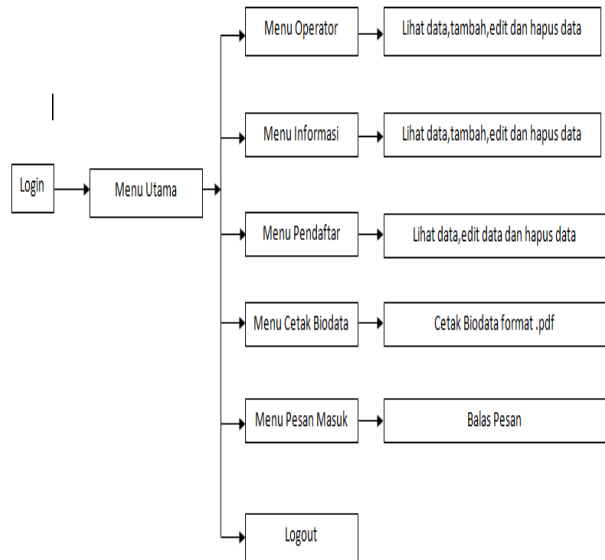 Login
Menu Utama
Menu Operator
Lihat data,tambah,edit dan hapus data
Menu Informasi
Lihat data,tambah,edit dan hapus data
Menu Pendaftar
Lihat data,edit data dan hapus data
Menu Cetak Biodata
Cetak Biodata format .pdf
Menu Pesan Masuk
Balas Pesan
Logout